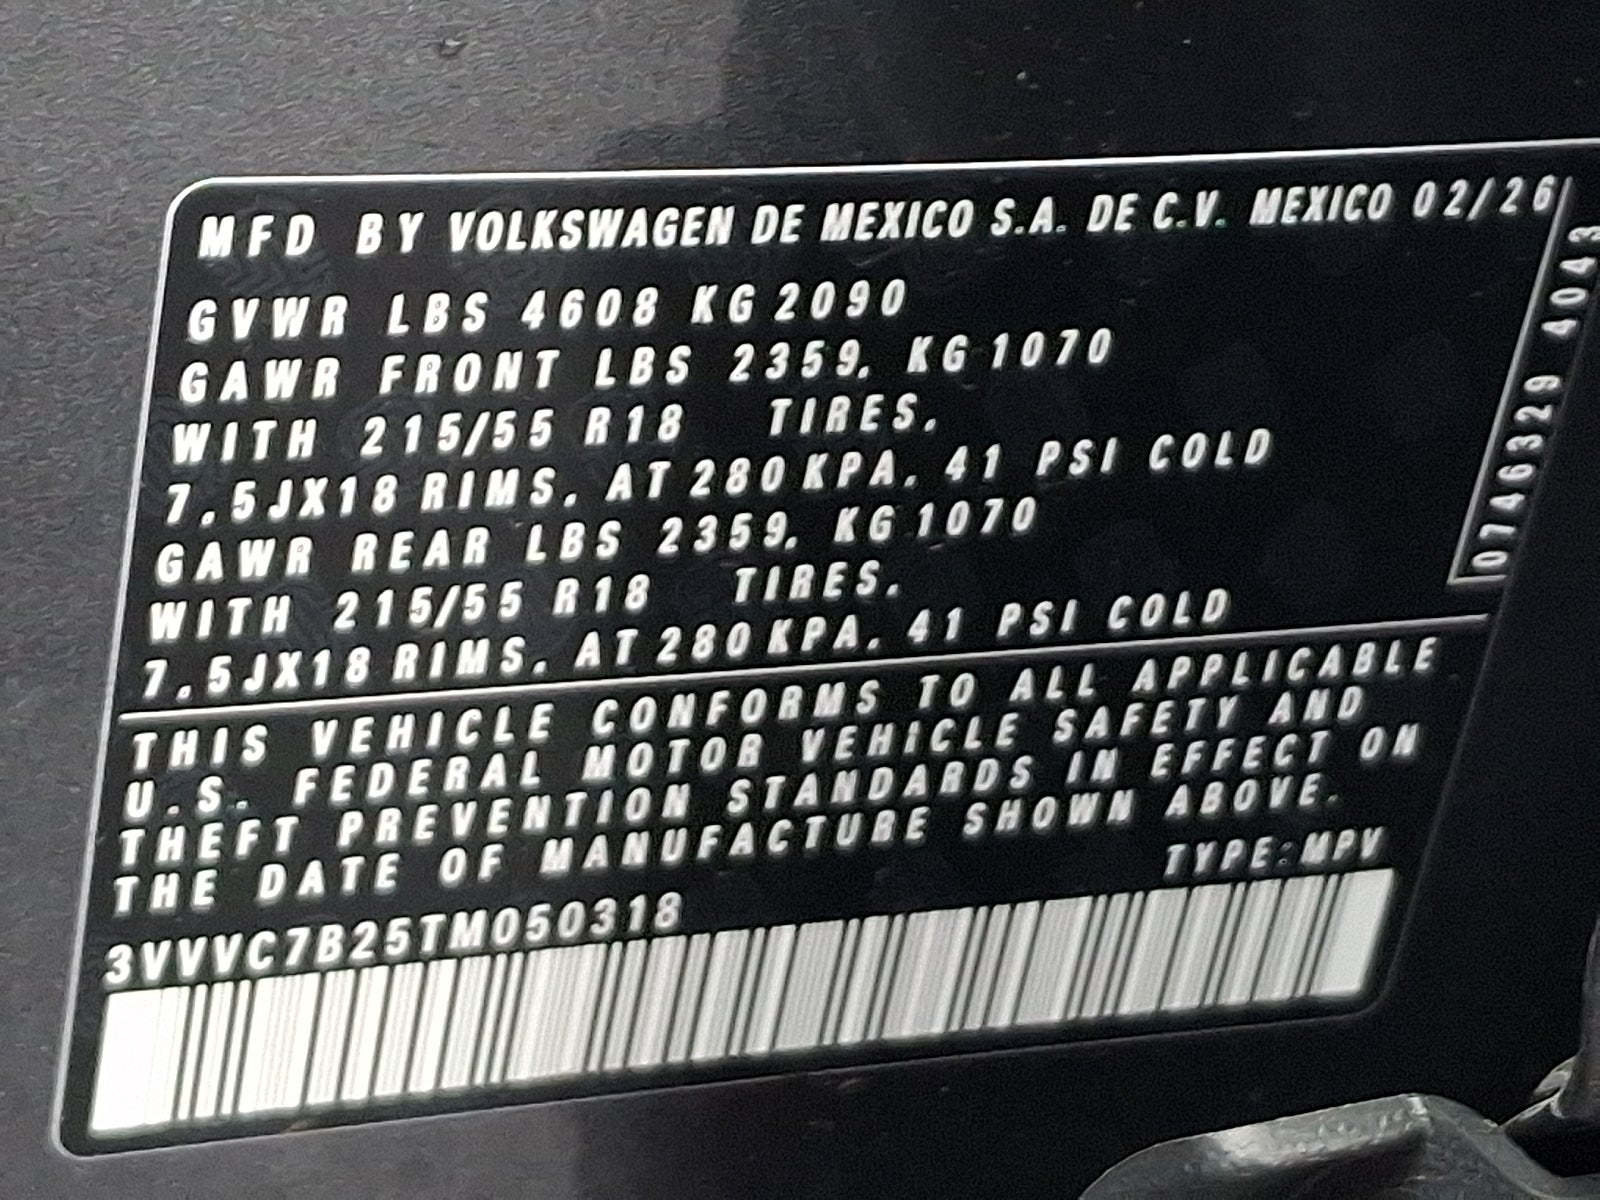 MFD BY VOLKSWAGEN DE MEXICO S.A. DE C.V. MEXICO 02/26
GVWR LBS 4608 KG 2090
GAWR FRONT LBS 2359. KG 1070
WITH 215/55 R18 TIRES.
7.5JX18 RIMS. AT 280 KPA. 41 PSI COLD
GAWR REAR LBS 2359. KG 1070
WITH 215/55 R18 TIRES.
7.5JX18 RIMS. AT 280 KPA. 41 PSI COLD
0746329 4043
THIS VEHICLE CONFORMS TO ALL APPLICABLE
U.S. FEDERAL MOTOR VEHICLE SAFETY AND
THEFT PREVENTION STANDARDS IN EFFECT ON
THE DATE OF MANUFACTURE SHOWN ABOVE.
TYPE:MPV
3VVVC7B25TM050318